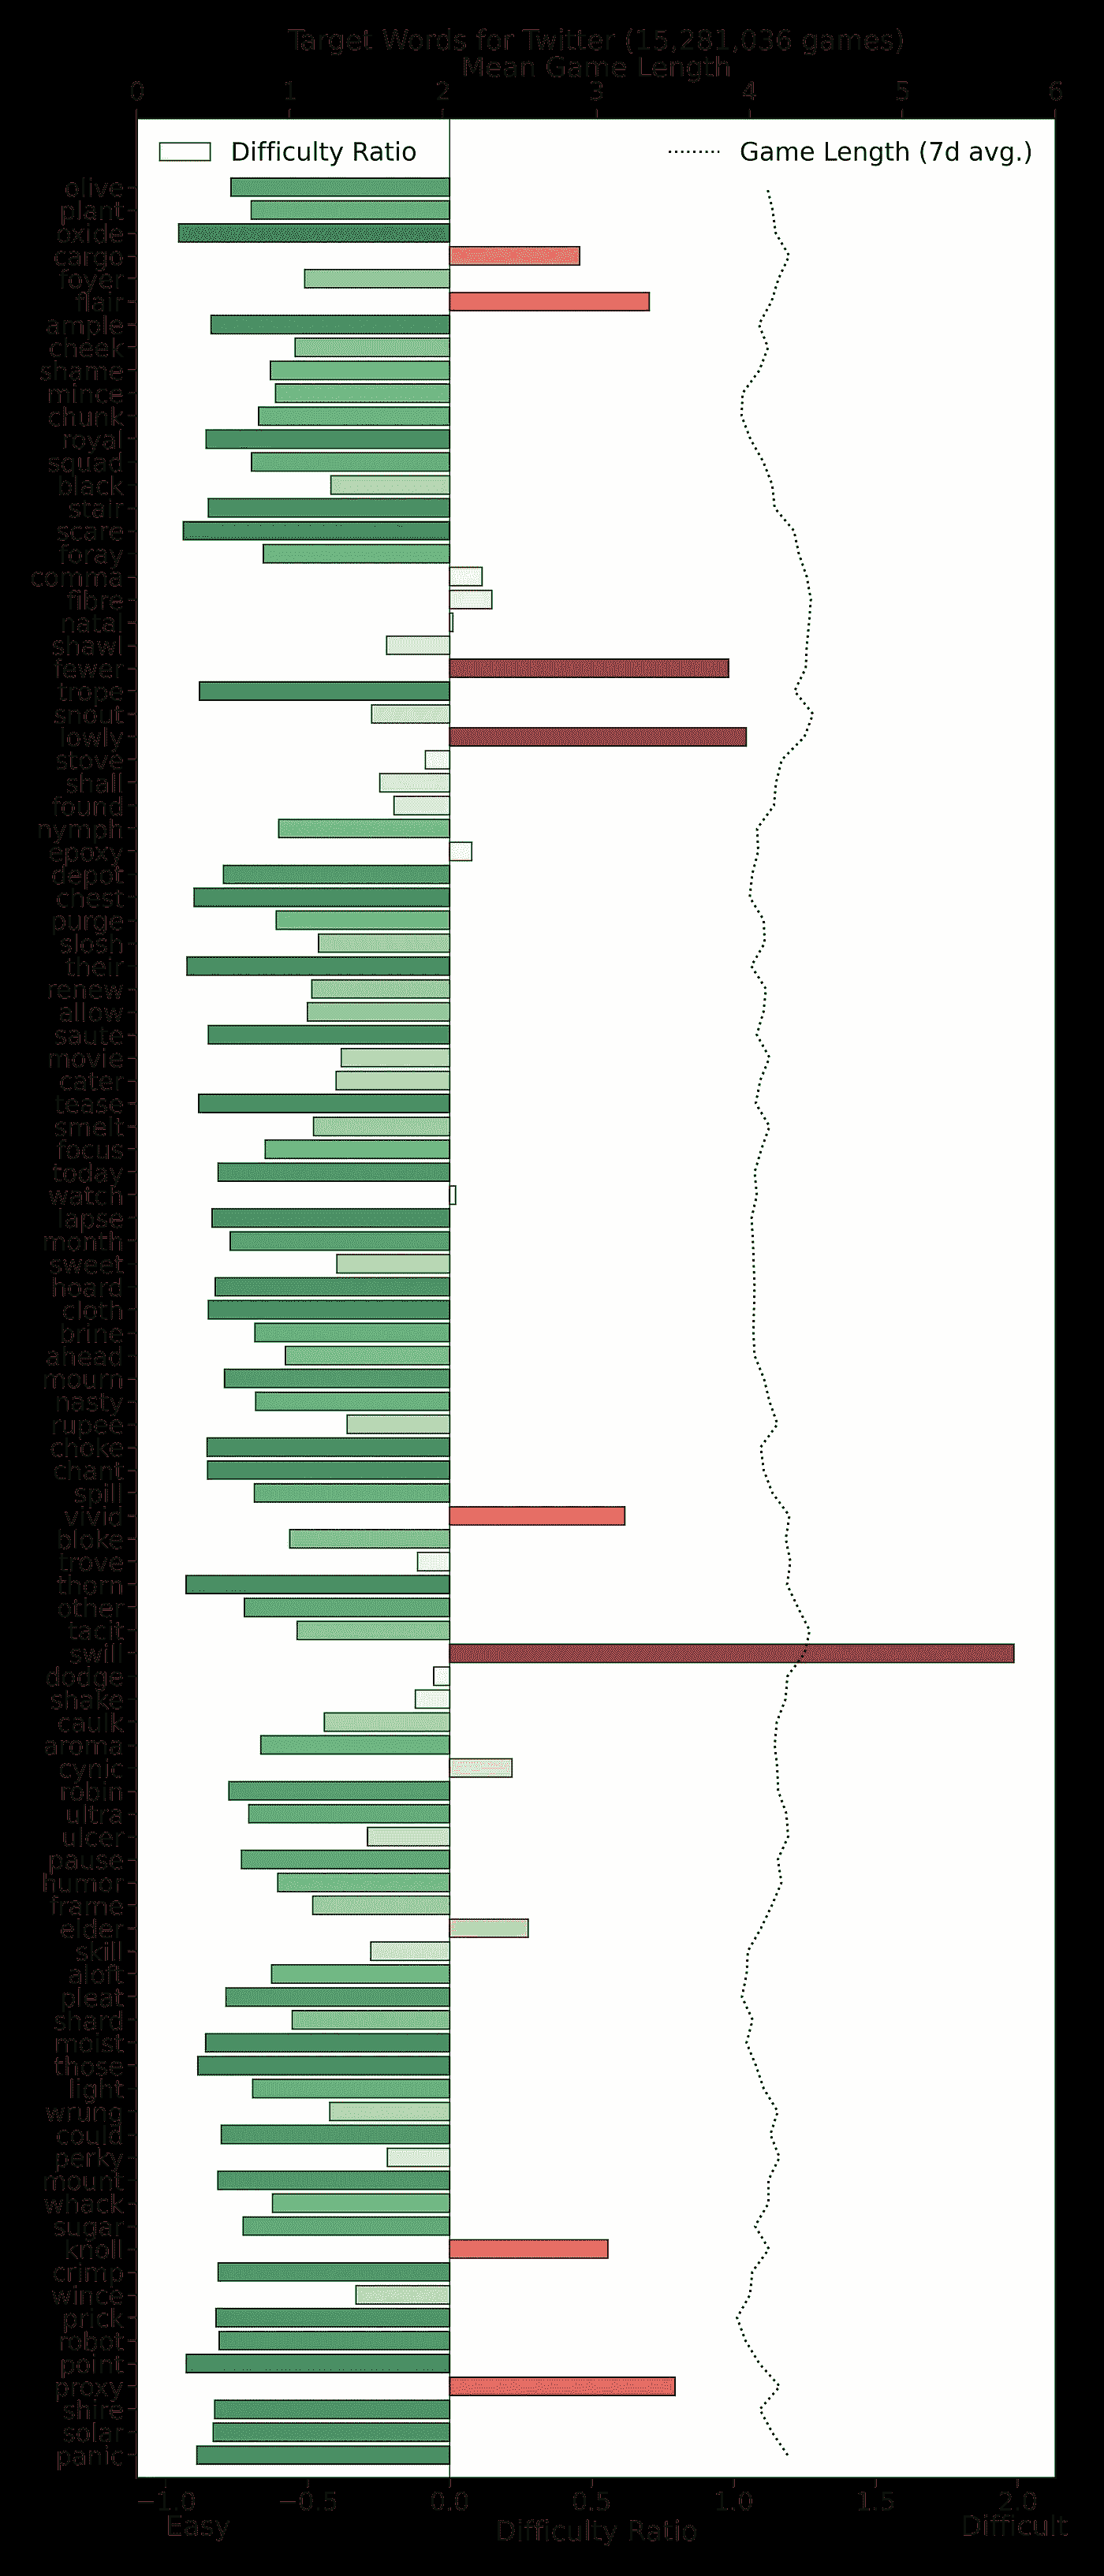 Target Words for Twitter (15,281,036 games)
Mean Game Length
0 1 2 3 4 5 6
Difficulty Ratio
Game Length (7d avg.)
olive
plant
oxide
cargo
foyer
flair
ample
cheek
shame
mince
chunk
royal
squad
black
stair
scare
foray
comma
fibre
natal
shawl
fewer
trope
snout
lowly
stove
shall
found
nymph
epoxy
depot
chest
purge
slosh
their
renew
allow
saute
movie
cater
tease
smelt
focus
today
watch
lapse
month
sweet
hoard
cloth
brine
ahead
mourn
nasty
rupee
choke
chant
spill
vivid
bloke
trove
thorn
other
tacit
swill
dodge
shake
caulk
aroma
cynic
robin
ultra
ulcer
pause
humor
frame
elder
skill
aloft
pleat
shard
moist
those
light
wrung
could
perky
mount
whack
sugar
knoll
crimp
wince
prick
robot
point
proxy
shire
solar
panic
−1.0 −0.5 0.0 0.5 1.0 1.5 2.0
Easy Difficulty Ratio Difficult